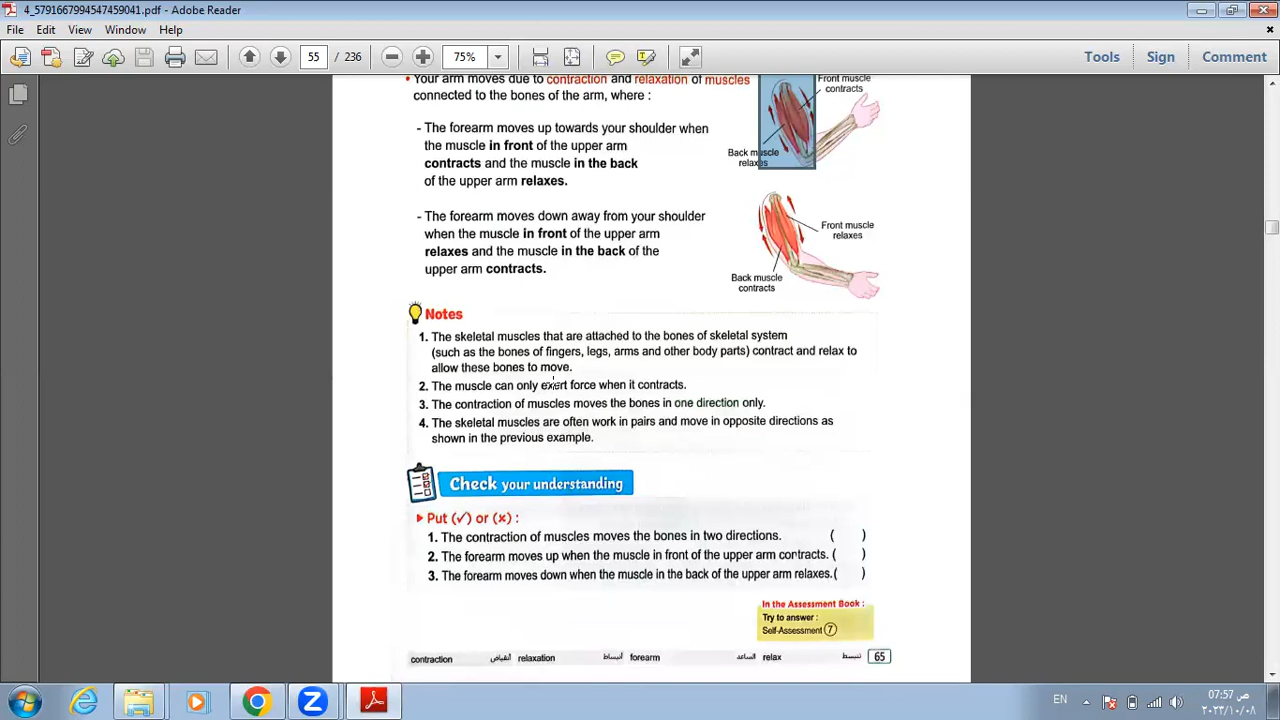 4_5791667994547459041.pdf - Adobe Reader
File Edit View Window Help
55 / 236 75% Tools Sign Comment
• Your arm moves due to contraction and relaxation of muscles
connected to the bones of the arm, where :
- The forearm moves up towards your shoulder when
the muscle in front of the upper arm
contracts and the muscle in the back
of the upper arm relaxes.
Front muscle
contracts
Back muscle
relaxes
- The forearm moves down away from your shoulder
when the muscle in front of the upper arm
relaxes and the muscle in the back of the
upper arm contracts.
Front muscle
relaxes
Back muscle
contracts
Notes
1. The skeletal muscles that are attached to the bones of skeletal system
(such as the bones of fingers, legs, arms and other body parts) contract and relax to
allow these bones to move.
2. The muscle can only exert force when it contracts.
3. The contraction of muscles moves the bones in one direction only.
4. The skeletal muscles are often work in pairs and move in opposite directions as
shown in the previous example.
Check your understanding
Put (✓) or (×) :
1. The contraction of muscles moves the bones in two directions. ( )
2. The forearm moves up when the muscle in front of the upper arm contracts. ( )
3. The forearm moves down when the muscle in the back of the upper arm relaxes. ( )
In the Assessment Book :
Try to answer :
Self-Assessment 7
contraction أنقباض relaxation أنبساط forearm الساعد relax تنبسط 65
EN 07:57 ص
٢٠٢٣/١٠/٠٨